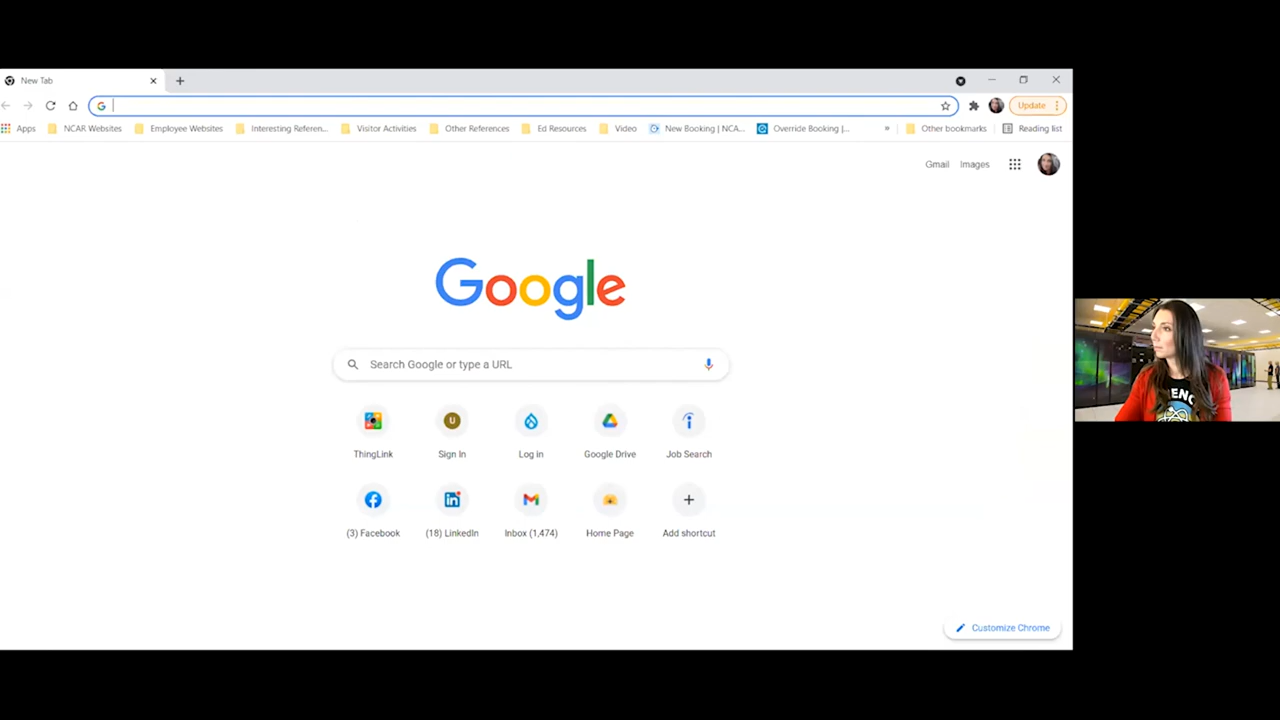 New Tab
Update
Apps NCAR Websites Employee Websites Interesting Referen... Visitor Activities Other References Ed Resources Video New Booking | NCA... Override Booking |... » Other bookmarks Reading list
Gmail Images
Google
Search Google or type a URL
U
ThingLink Sign In Log in Google Drive Job Search
(3) Facebook (18) LinkedIn Inbox (1,474) Home Page Add shortcut
Customize Chrome